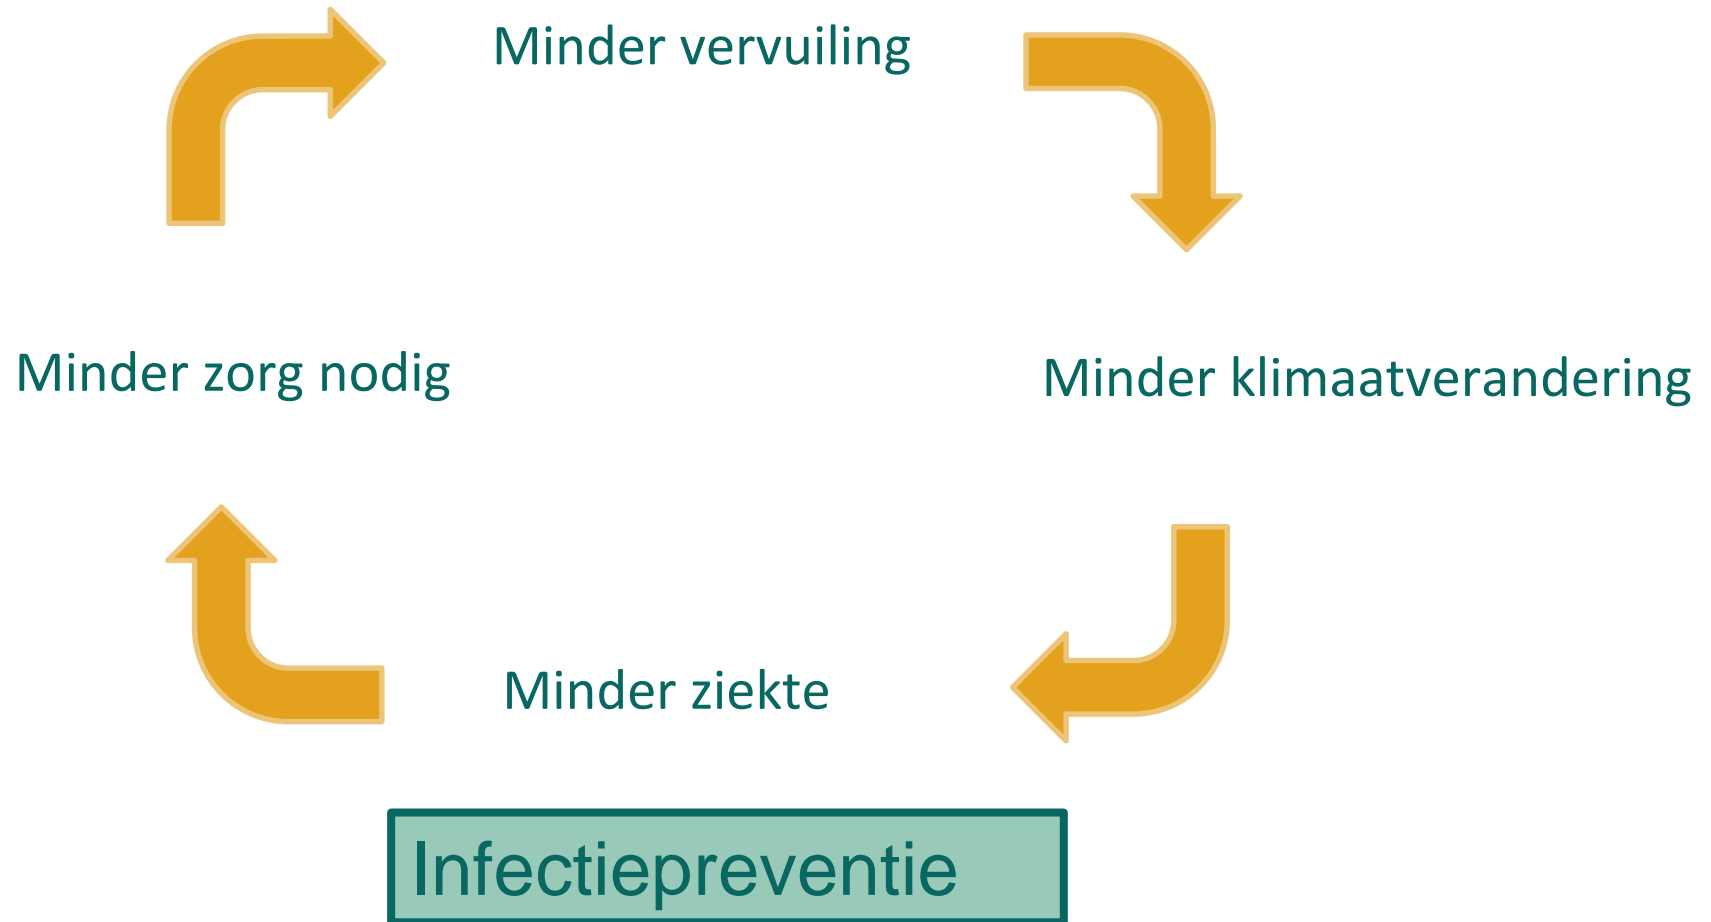 Minder vervuiling
Minder zorg nodig
Minder klimaatverandering
Minder ziekte
Infectiepreventie